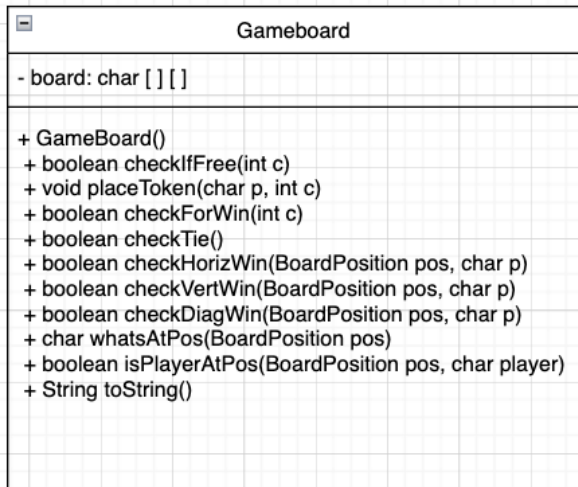 Gameboard
- board: char [ ] [ ]
+ GameBoard()
+ boolean checkIfFree(int c)
+ void placeToken(char p, int c)
+ boolean checkForWin(int c)
+ boolean checkTie()
+ boolean checkHorizWin(BoardPosition pos, char p)
+ boolean checkVertWin(BoardPosition pos, char p)
+ boolean checkDiagWin(BoardPosition pos, char p)
+ char whatsAtPos(BoardPosition pos)
+ boolean isPlayerAtPos(BoardPosition pos, char player)
+ String toString()